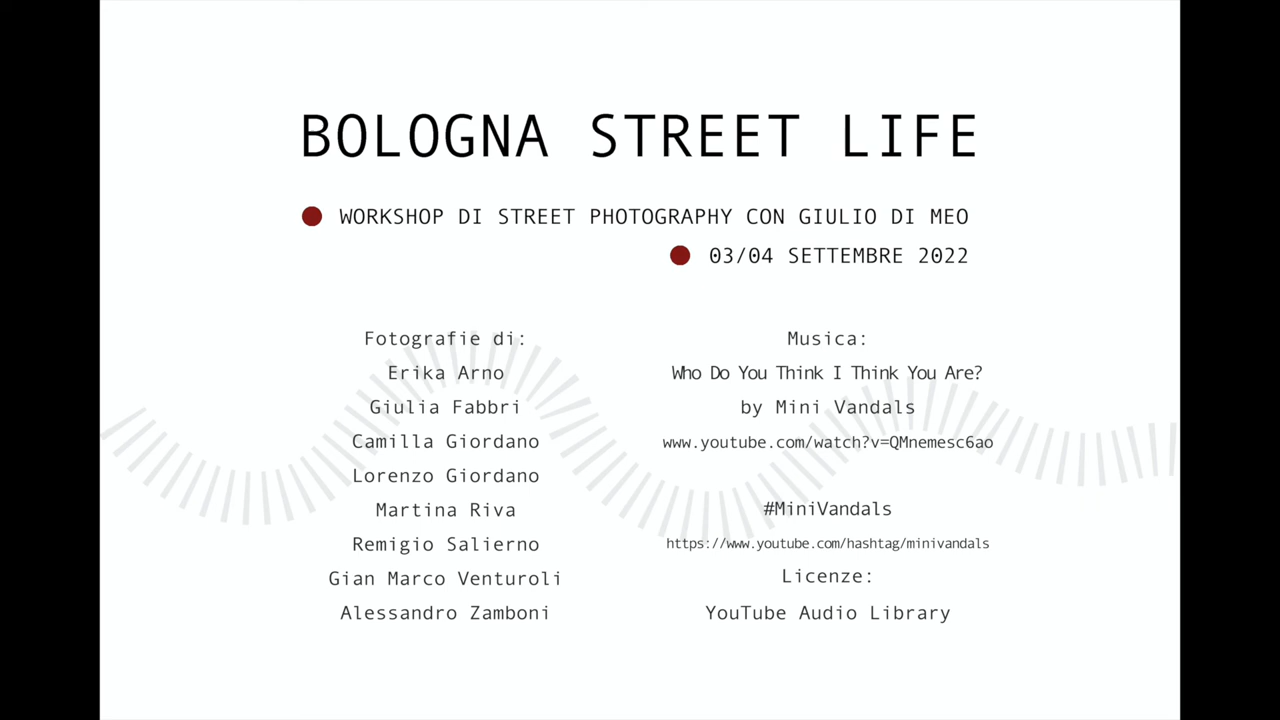 BOLOGNA STREET LIFE
WORKSHOP DI STREET PHOTOGRAPHY CON GIULIO DI MEO
03/04 SETTEMBRE 2022
Fotografie di:
Erika Arno
Giulia Fabbri
Camilla Giordano
Lorenzo Giordano
Martina Riva
Remigio Salierno
Gian Marco Venturoli
Alessandro Zamboni
Musica:
Who Do You Think I Think You Are?
by Mini Vandals
www.youtube.com/watch?v=QMnemesc6ao
#MiniVandals
https://www.youtube.com/hashtag/minivandals
Licenze:
YouTube Audio Library